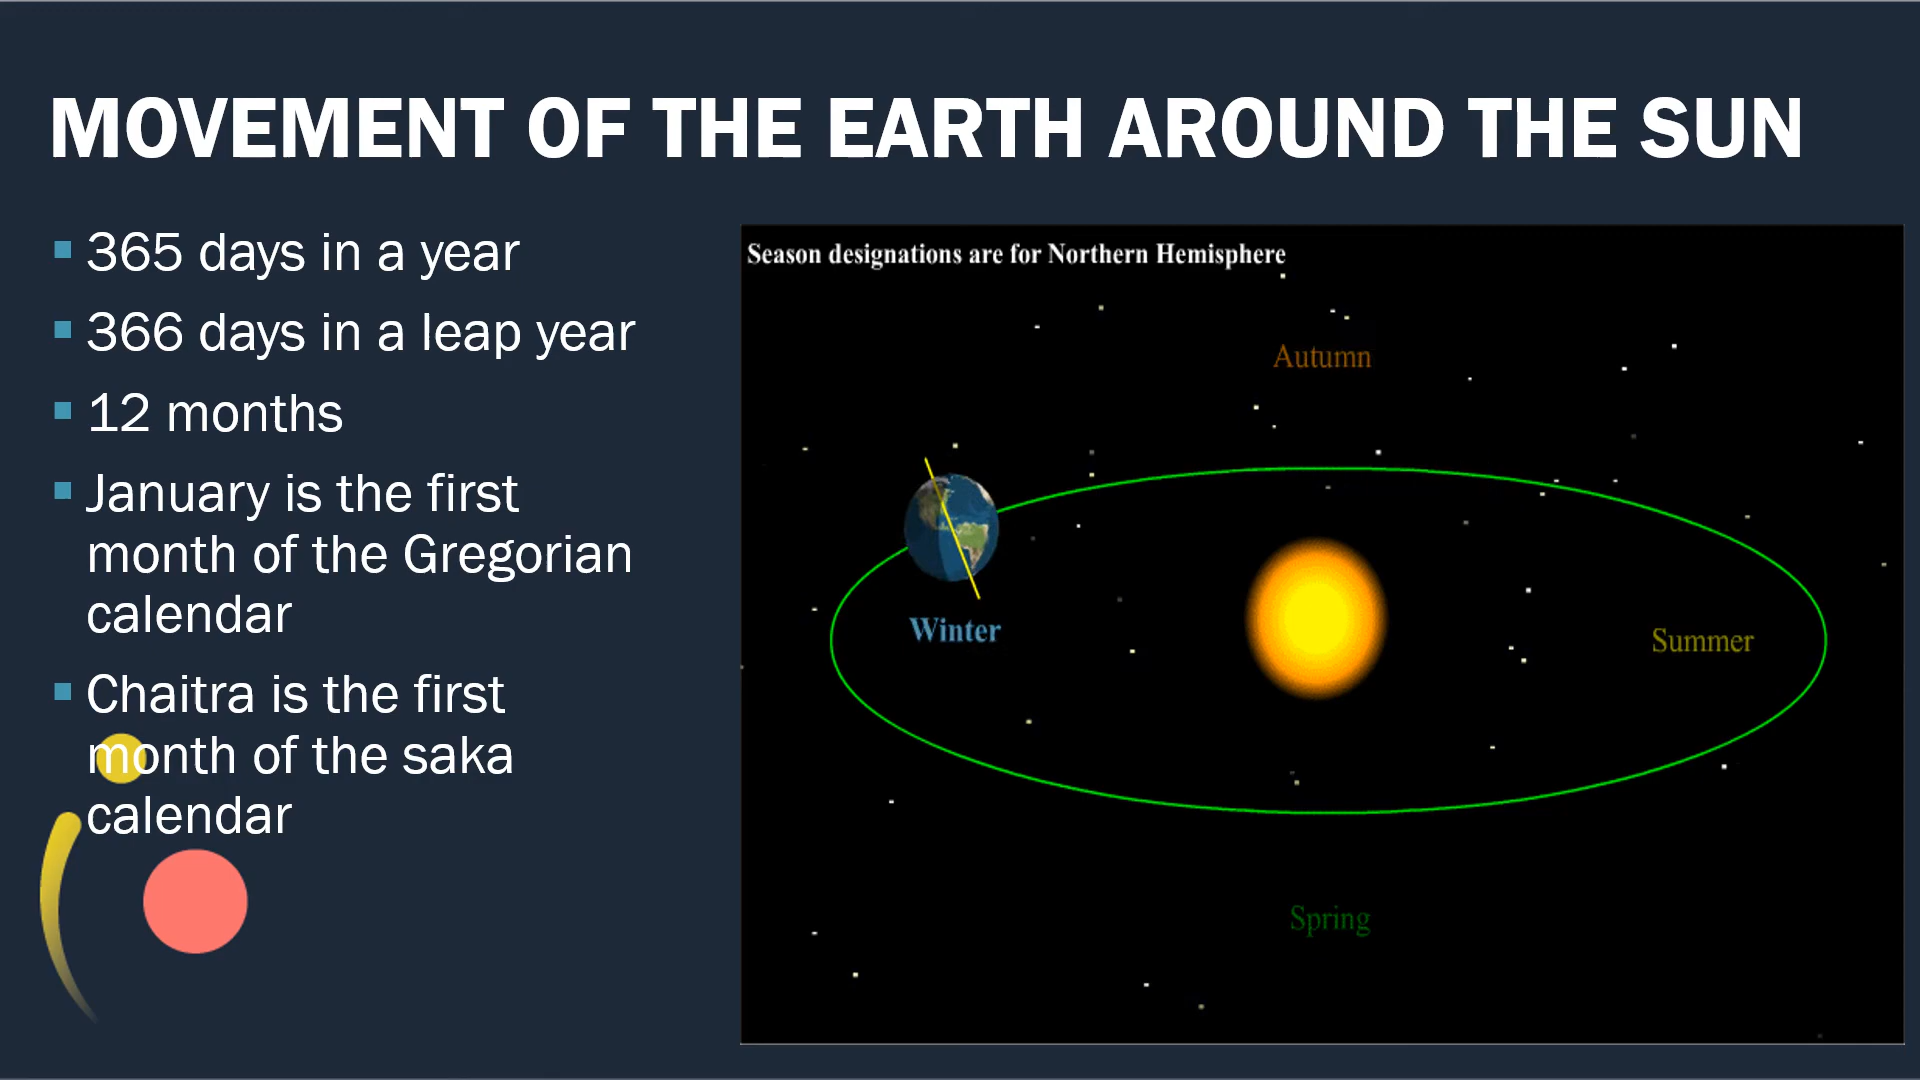 MOVEMENT OF THE EARTH AROUND THE SUN
365 days in a year
366 days in a leap year
12 months
January is the first
month of the Gregorian
calendar
Chaitra is the first
month of the saka
calendar
Season designations are for Northern Hemisphere
Autumn
Winter
Summer
Spring